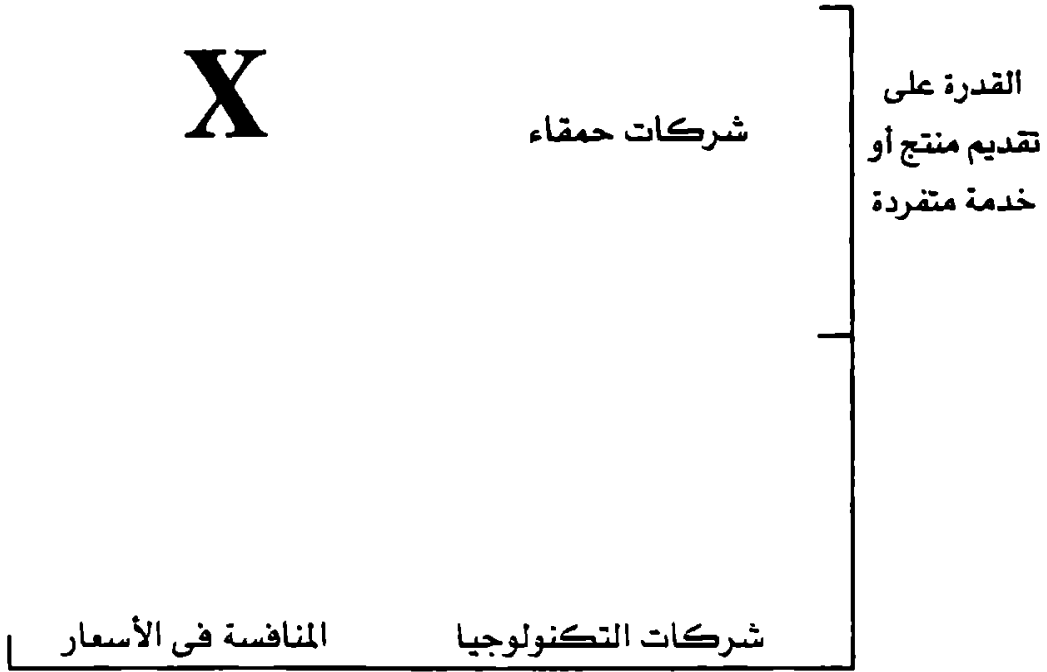 القدرة على
تقديم منتج أو
خدمة متفردة
شركات حمقاء
X
شركات التكنولوجيا
المنافسة فى الأسعار